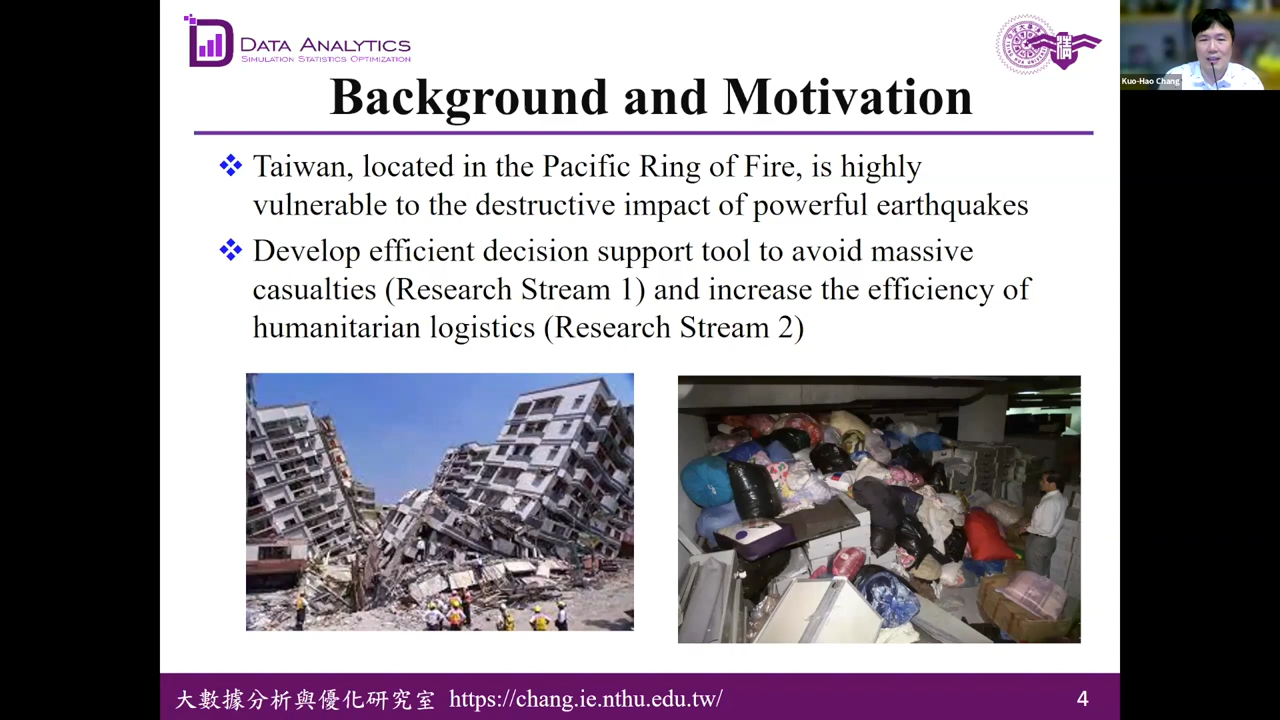 DATA ANALYTICS
SIMULATION STATISTICS OPTIMIZATION
Kuo-Hao Chang
Background and Motivation
Taiwan, located in the Pacific Ring of Fire, is highly
vulnerable to the destructive impact of powerful earthquakes
Develop efficient decision support tool to avoid massive
casualties (Research Stream 1) and increase the efficiency of
humanitarian logistics (Research Stream 2)
大數據分析與優化研究室 https://chang.ie.nthu.edu.tw/
4